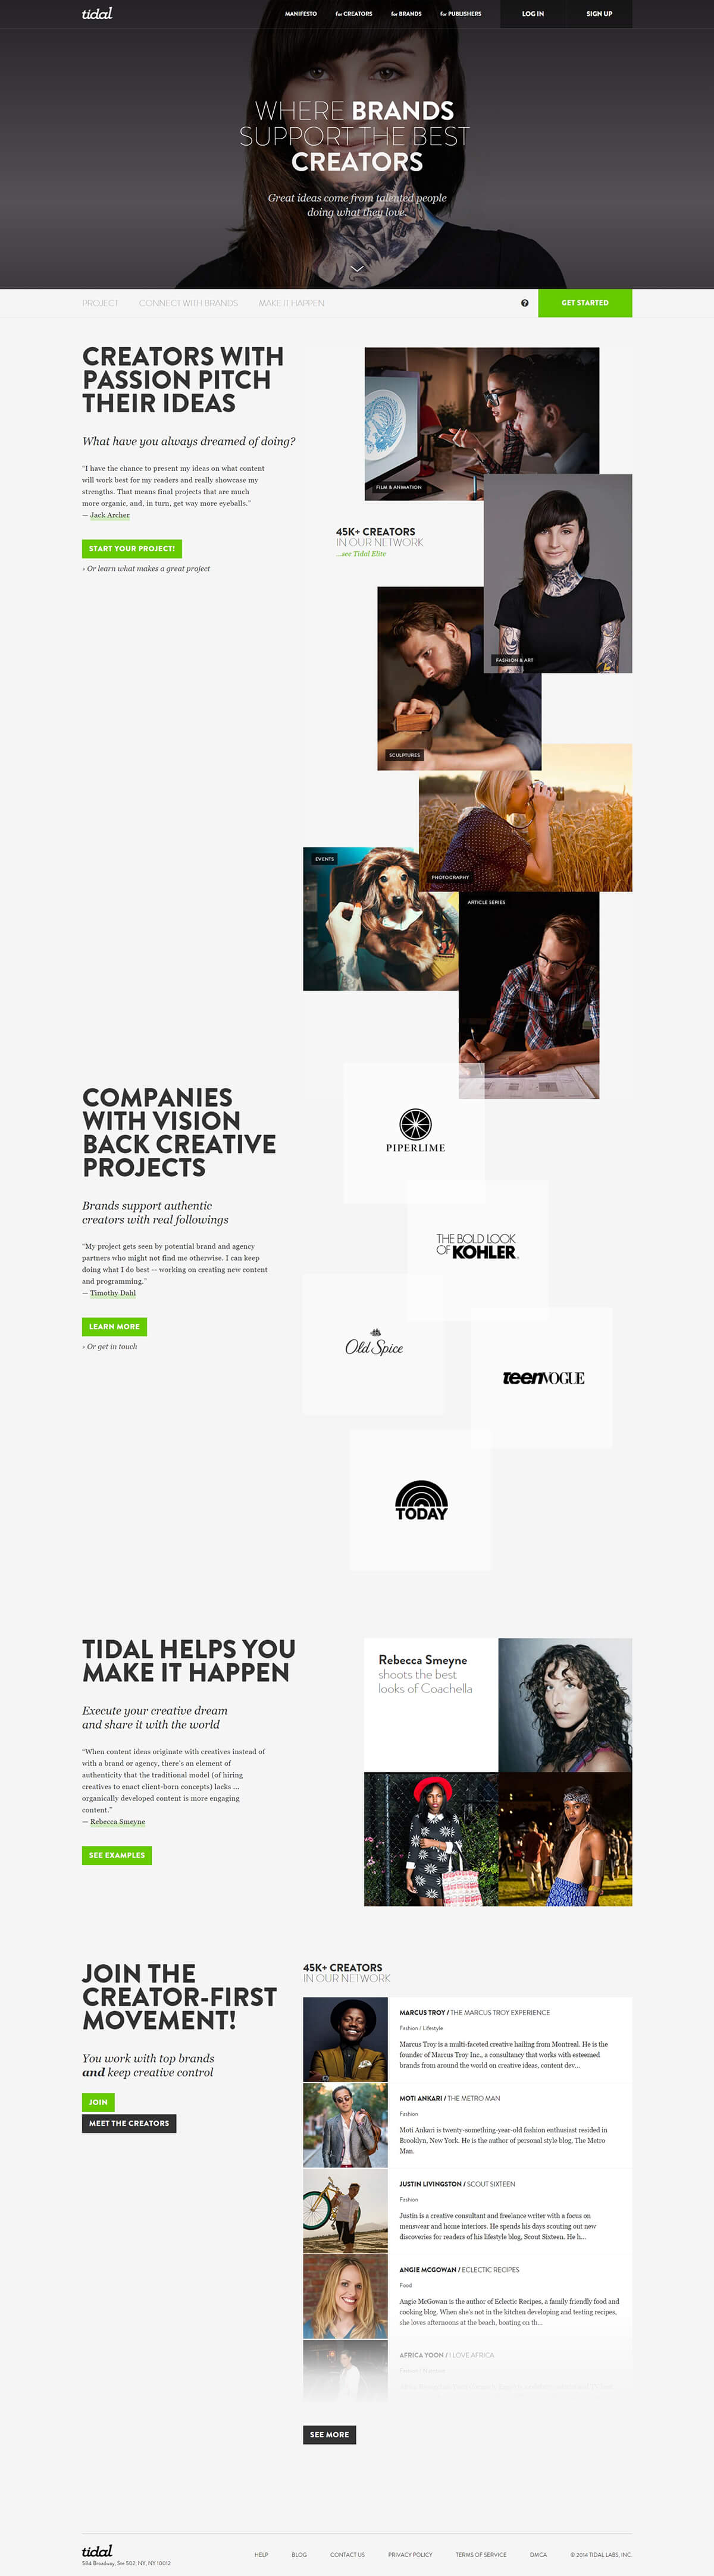 tidal
MANIFESTO for CREATORS for BRANDS for PUBLISHERS LOG IN SIGN UP
WHERE BRANDS
SUPPORT THE BEST
CREATORS
Great ideas come from talented people
doing what they love.
PROJECT CONNECT WITH BRANDS MAKE IT HAPPEN ? GET STARTED
CREATORS WITH
PASSION PITCH
THEIR IDEAS
What have you always dreamed of doing?
"I have the chance to present my ideas on what content
will work best for my readers and really showcase my
strengths. That means final projects that are much
more organic, and, in turn, get way more eyeballs."
— Jack Archer
START YOUR PROJECT!
› Or learn what makes a great project
FILM & ANIMATION
45K+ CREATORS
IN OUR NETWORK
...see Tidal Elite
FASHION & ART
SCULPTURES
PHOTOGRAPHY
EVENTS
ARTICLE SERIES
COMPANIES
WITH VISION
BACK CREATIVE
PROJECTS
Brands support authentic
creators with real followings
"My project gets seen by potential brand and agency
partners who might not find me otherwise. I can keep
doing what I do best -- working on creating new content
and programming."
— Timothy Dahl
LEARN MORE
› Or get in touch
PIPERLIME
THE BOLD LOOK
OF KOHLER.
Old Spice
teenVOGUE
TODAY
TIDAL HELPS YOU
MAKE IT HAPPEN
Execute your creative dream
and share it with the world
"When content ideas originate with creatives instead of
with a brand or agency, there's an element of
authenticity that the traditional model (of hiring
creatives to enact client-born concepts) lacks ...
organically developed content is more engaging
content."
— Rebecca Smeyne
SEE EXAMPLES
Rebecca Smeyne
shoots the best
looks of Coachella
JOIN THE
CREATOR-FIRST
MOVEMENT!
You work with top brands
and keep creative control
JOIN
MEET THE CREATORS
45K+ CREATORS
IN OUR NETWORK
MARCUS TROY / THE MARCUS TROY EXPERIENCE
Fashion / Lifestyle
Marcus Troy is a multi-faceted creative hailing from Montreal. He is the
founder of Marcus Troy Inc., a consultancy that works with esteemed
brands from around the world on creative ideas, content dev...
MOTI ANKARI / THE METRO MAN
Fashion
Moti Ankari is twenty-something-year-old fashion enthusiast resided in
Brooklyn, New York. He is the author of personal style blog, The Metro
Man.
JUSTIN LIVINGSTON / SCOUT SIXTEEN
Fashion
Justin is a creative consultant and freelance writer with a focus on
menswear and home interiors. He spends his days scouting out new
discoveries for readers of his lifestyle blog, Scout Sixteen. He h...
ANGIE MCGOWAN / ECLECTIC RECIPES
Food
Angie McGowan is the author of Eclectic Recipes, a family friendly food and
cooking blog. When she's not in the kitchen developing and testing recipes,
she loves afternoons at the beach, boating on th...
AFRICA YOON / I LOVE AFRICA
SEE MORE
tidal
584 Broadway, Ste 502, NY, NY 10012
HELP BLOG CONTACT US PRIVACY POLICY TERMS OF SERVICE DMCA © 2014 TIDAL LABS, INC.